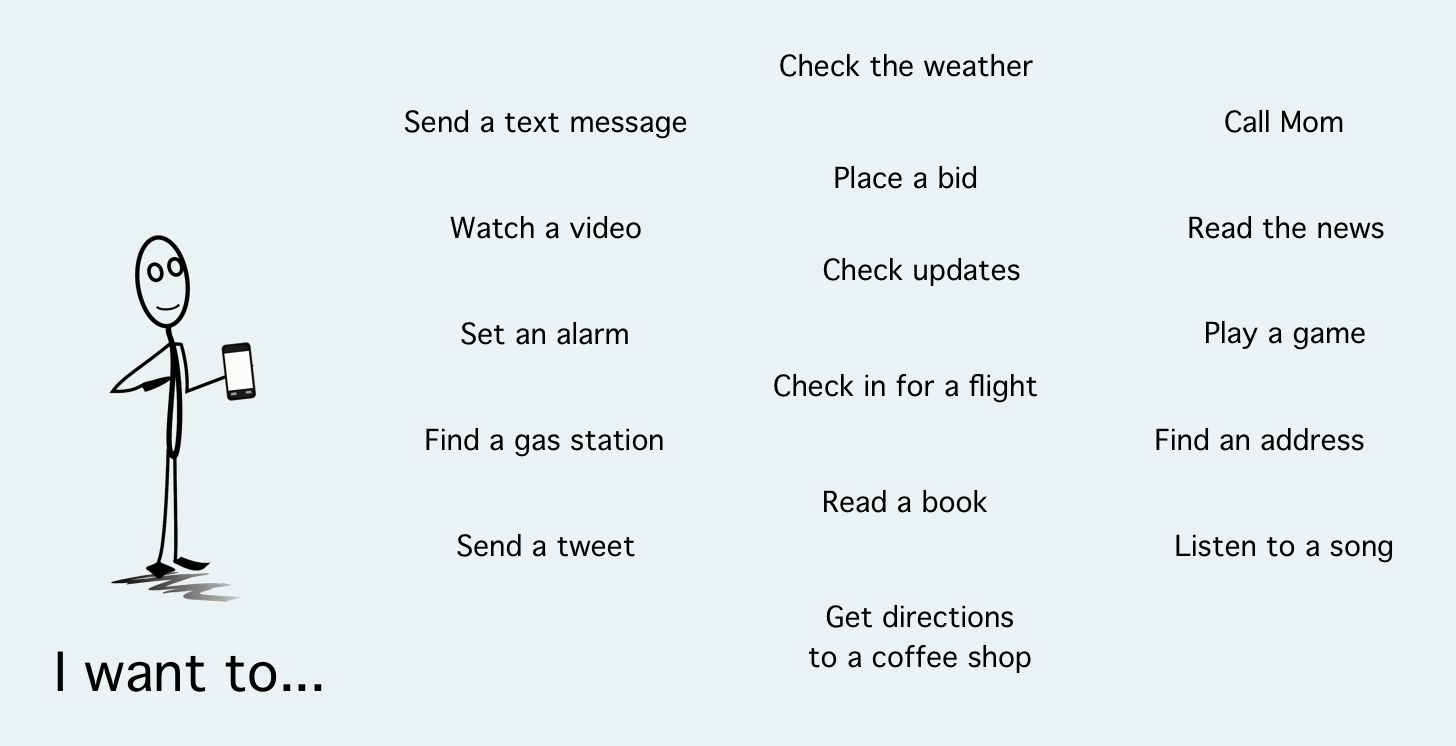 Check the weather
Send a text message
Call Mom
Place a bid
Watch a video
Read the news
Check updates
Set an alarm
Play a game
Check in for a flight
Find a gas station
Find an address
Read a book
Send a tweet
Listen to a song
Get directions
to a coffee shop
I want to...